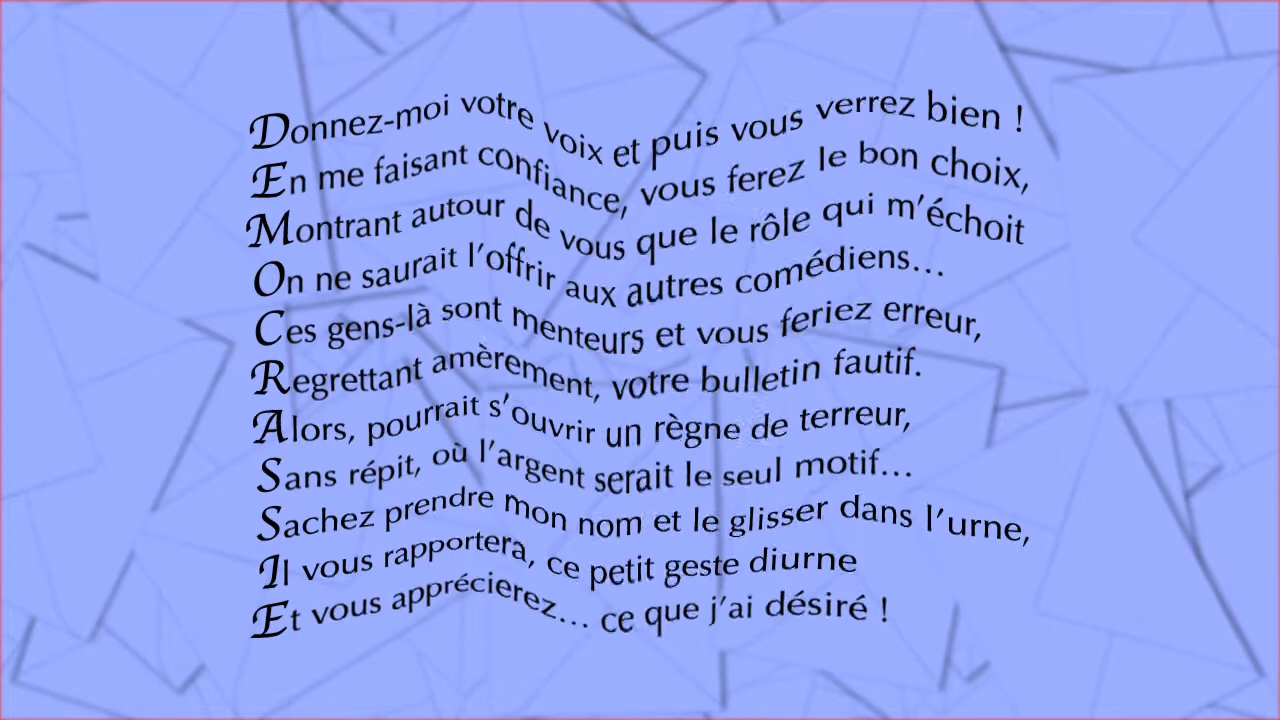 Donnez-moi votre voix et puis vous verrez bien !
En me faisant confiance, vous ferez le bon choix,
Montrant autour de vous que le rôle qui m’échoit
On ne saurait l’offrir aux autres comédiens…
Ces gens-là sont menteurs et vous feriez erreur,
Regrettant amèrement, votre bulletin fautif.
Alors, pourrait s’ouvrir un règne de terreur,
Sans répit, où l’argent serait le seul motif…
Sachez prendre mon nom et le glisser dans l’urne,
Il vous rapportera, ce petit geste diurne
Et vous apprécierez… ce que j’ai désiré !